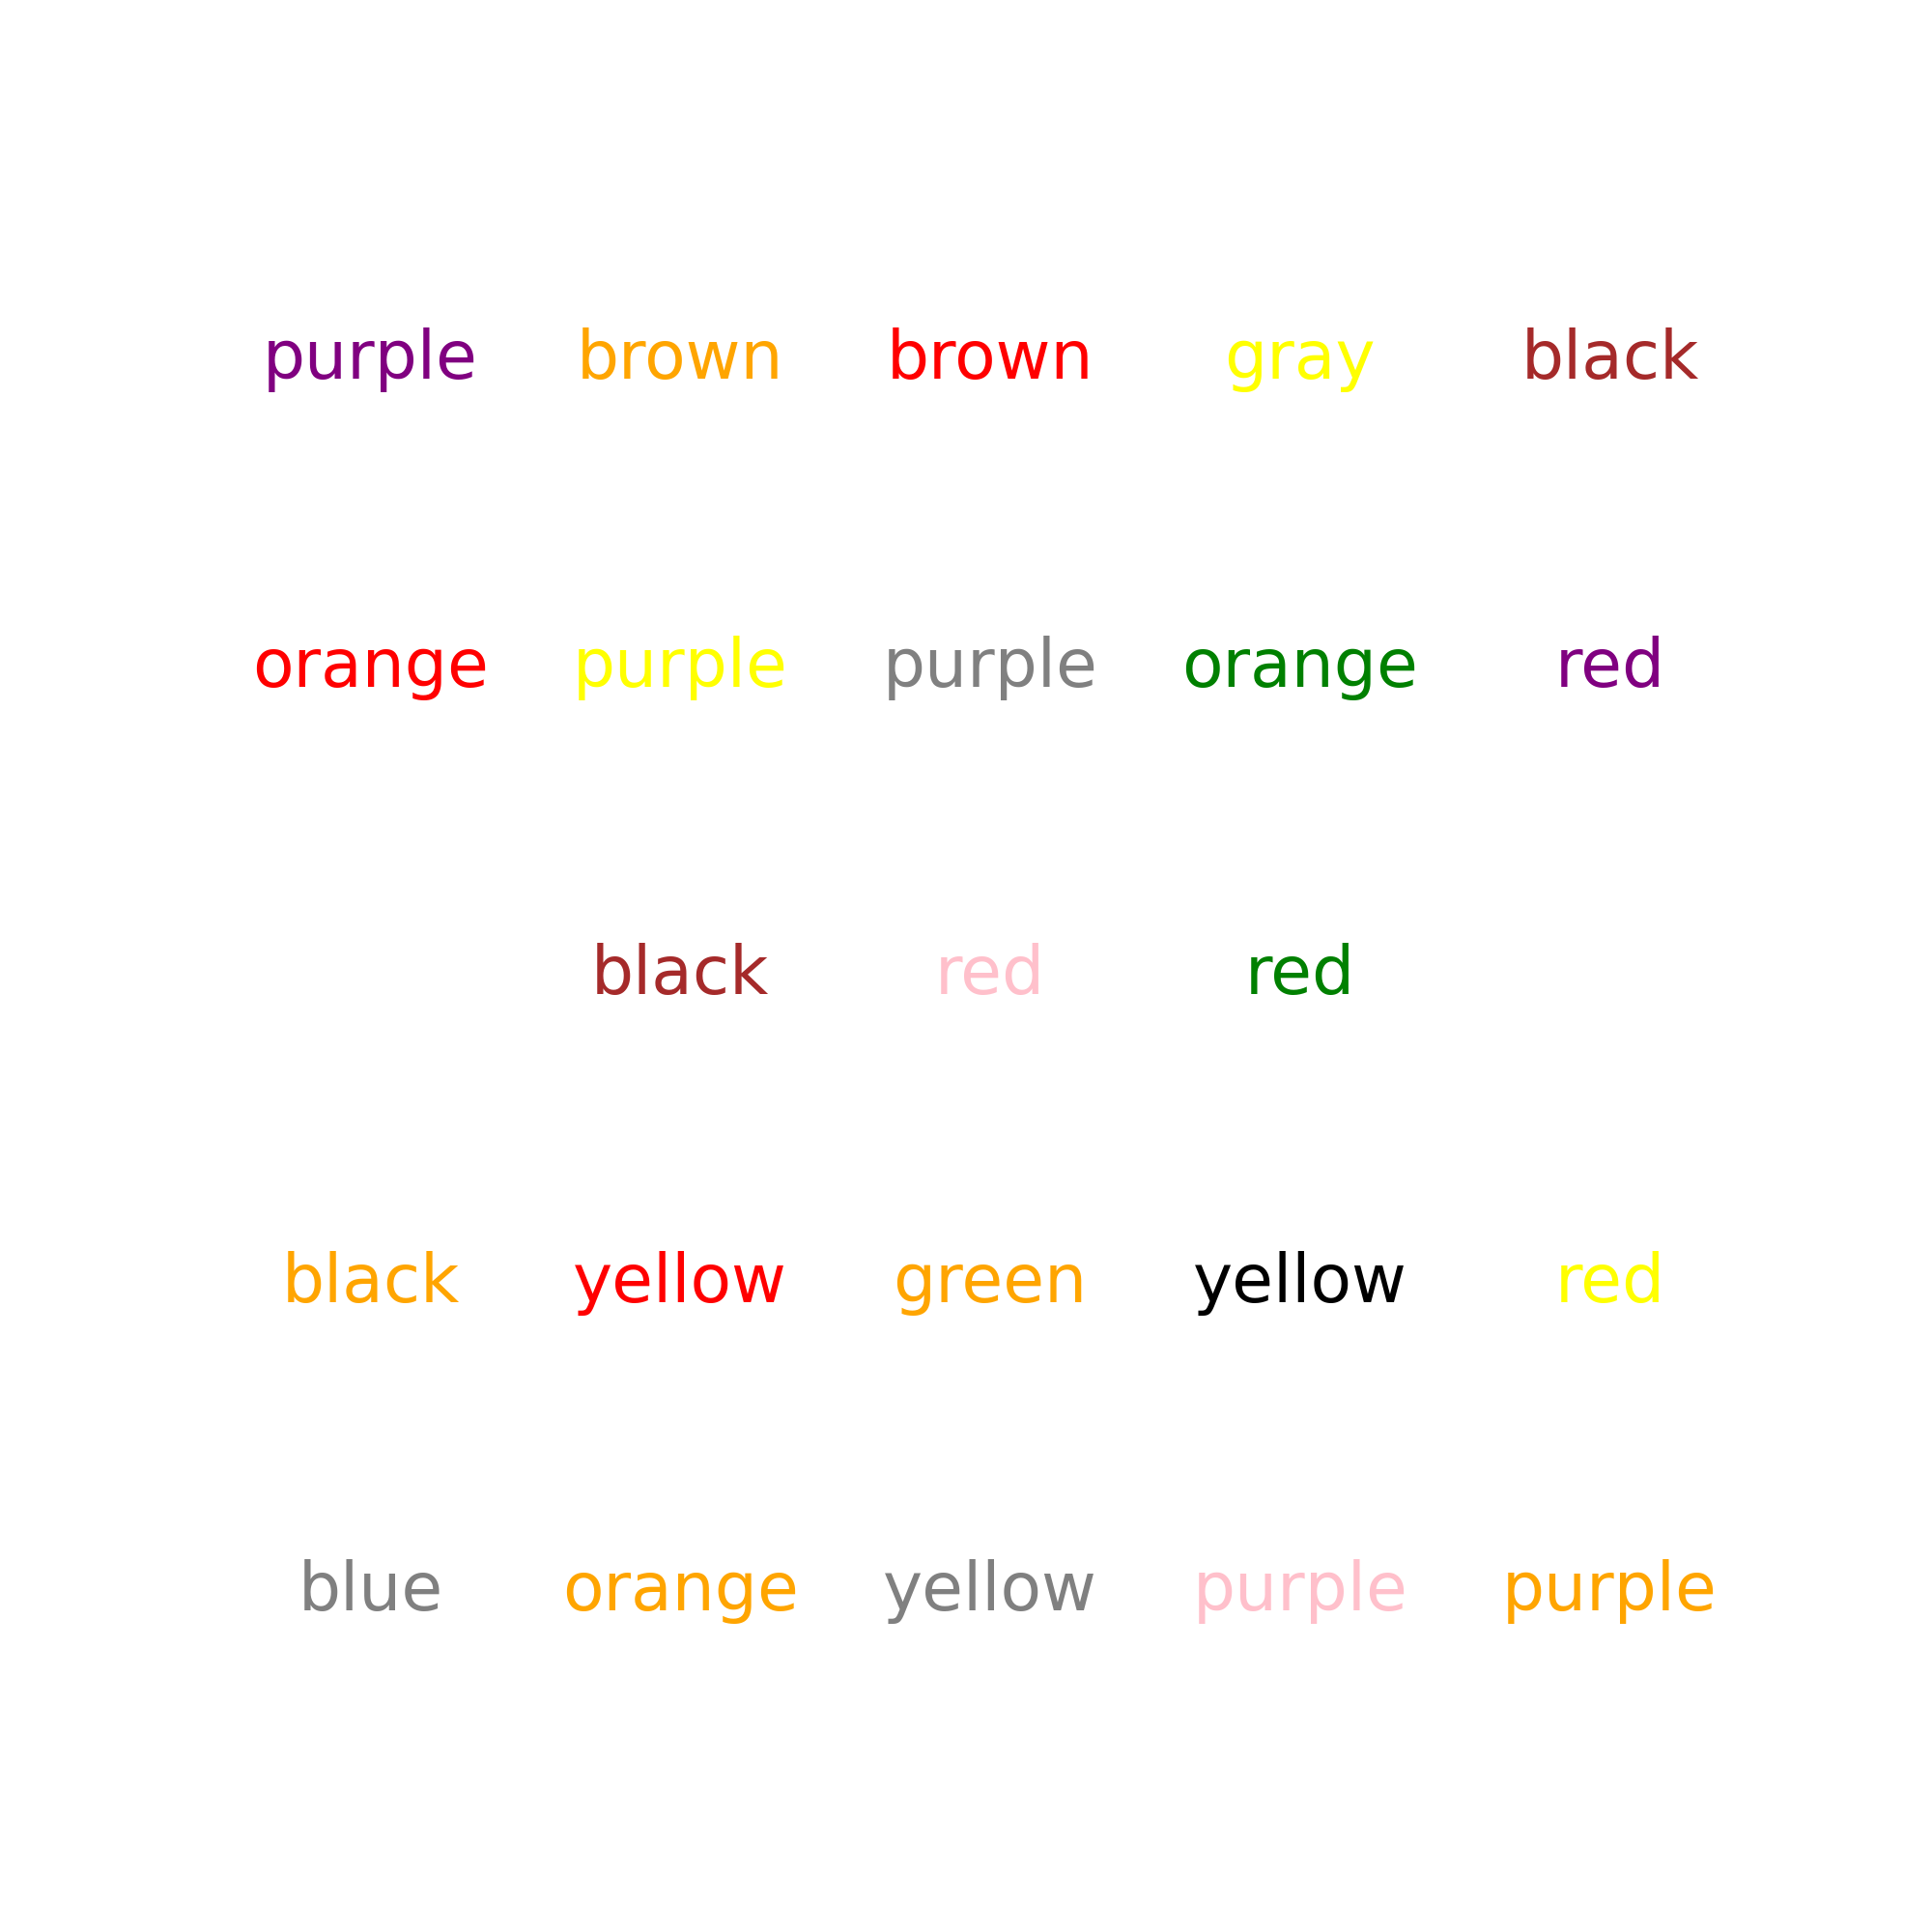 purple brown brown gray black
orange purple purple orange red
black red red
black yellow green yellow red
blue orange yellow purple purple